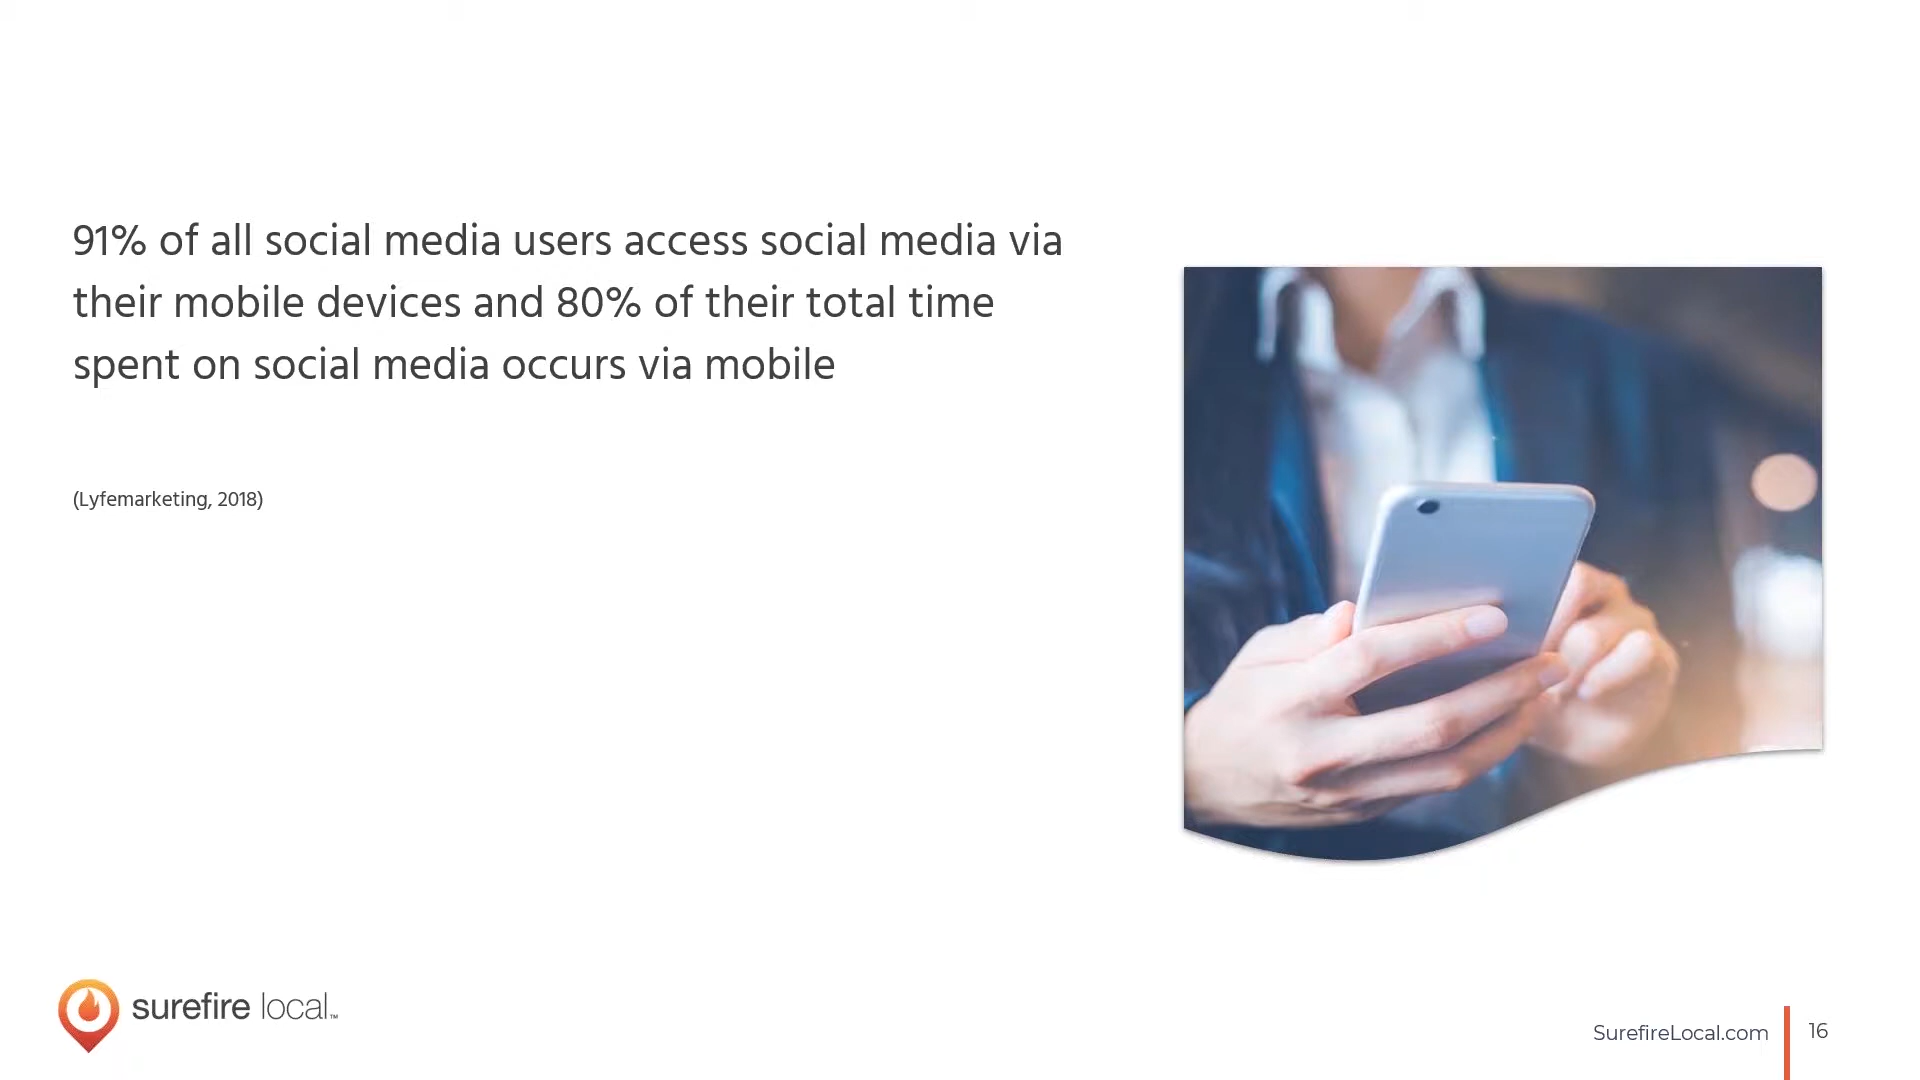 91% of all social media users access social media via
their mobile devices and 80% of their total time
spent on social media occurs via mobile
(Lyfemarketing, 2018)
surefire local™
SurefireLocal.com
16